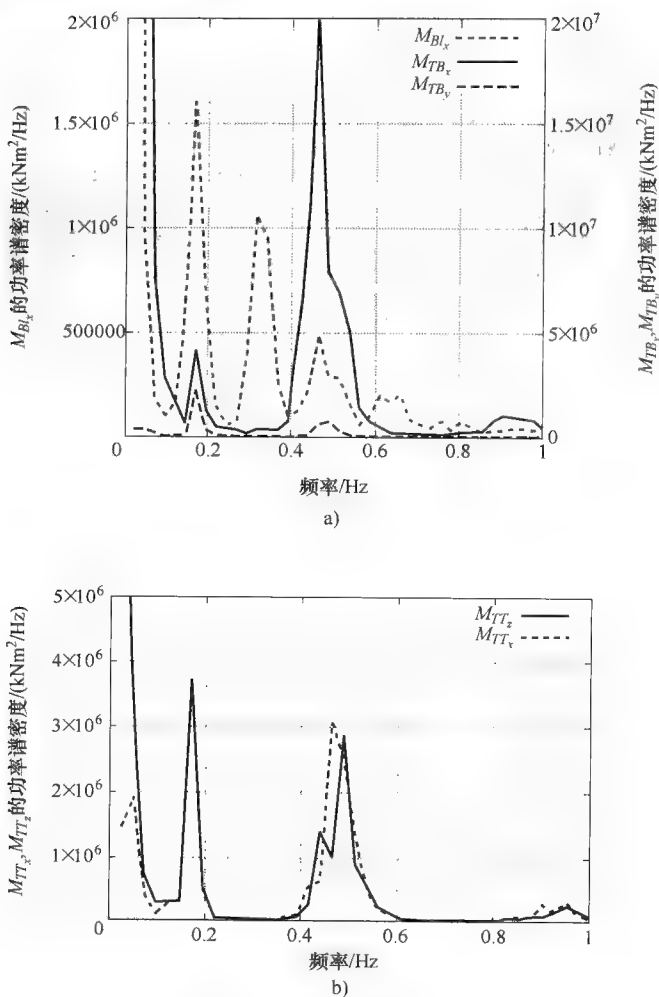 2×10⁶
1.5×10⁶
1×10⁶
500000
0
M_{Bl_x}的功率谱密度/(kNm²/Hz)
M_{Bl_x}
M_{TB_x}
M_{TB_y}
2×10⁷
1.5×10⁷
1×10⁷
5×10⁶
0
M_{TB_x},M_{TB_y}的功率谱密度/(kNm²/Hz)
0.2 0.4 0.6 0.8 1
频率/Hz
a)
5×10⁶
4×10⁶
3×10⁶
2×10⁶
1×10⁶
0
M_{TT_x},M_{TT_z}的功率谱密度/(kNm²/Hz)
M_{TT_z}
M_{TT_x}
0.2 0.4 0.6 0.8 1
频率/Hz
b)